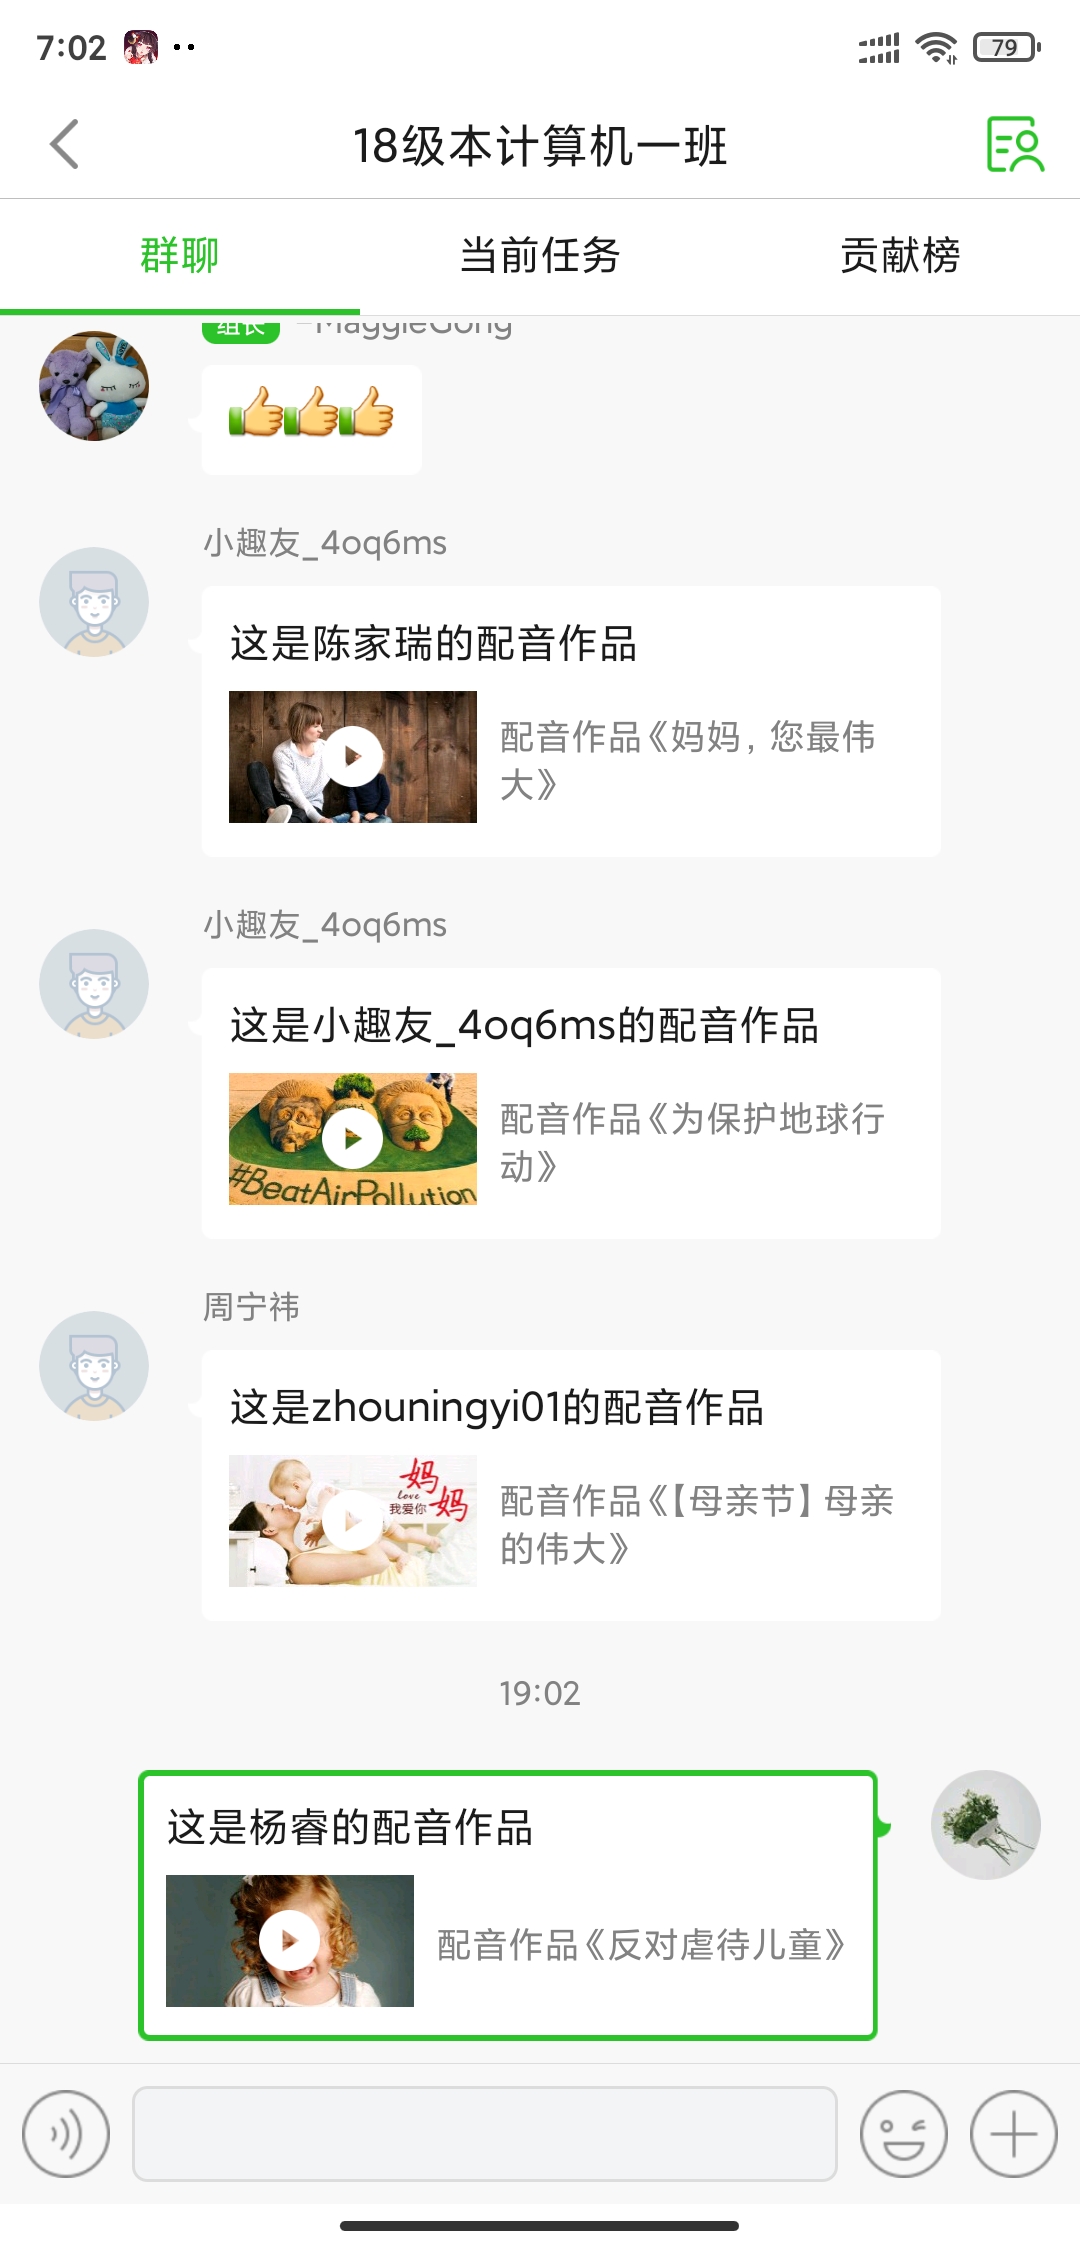 7:02
79
18级本计算机一班
群聊
当前任务
贡献榜
组长 -MaggieGong
小趣友_4oq6ms
这是陈家瑞的配音作品
配音作品《妈妈，您最伟
大》
小趣友_4oq6ms
这是小趣友_4oq6ms的配音作品
#BeatAirPollution
配音作品《为保护地球行
动》
周宁祎
这是zhouningyi01的配音作品
妈妈
love
我爱你
配音作品《【母亲节】母亲
的伟大》
19:02
这是杨睿的配音作品
配音作品《反对虐待儿童》